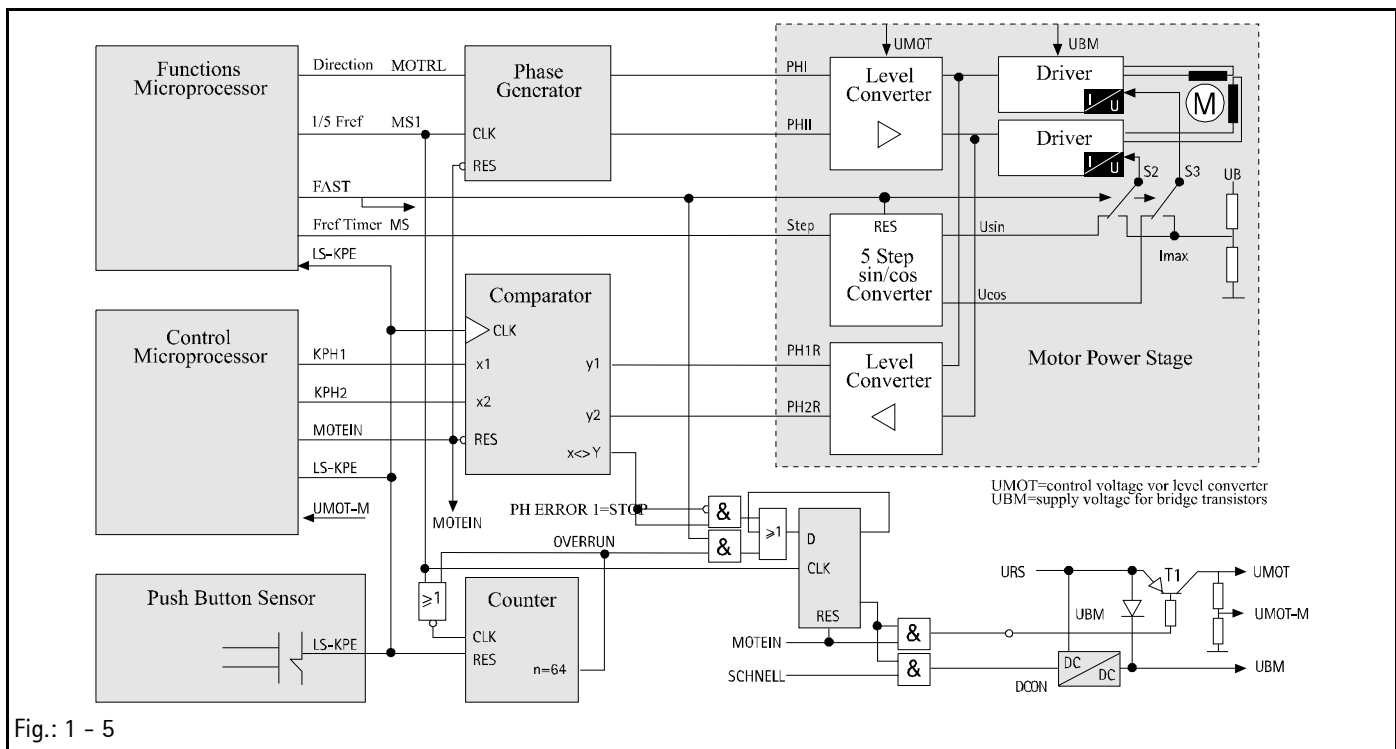 Functions
Microprocessor
Direction MOTRL
1/5 Fref MS1
FAST
Fref Timer MS
LS-KPE
Phase
Generator
CLK
RES
PHI
PHII
Step
UMOT
UBM
Level
Converter
Driver
I
U
M
Driver
I
U
S2
S3
UB
RES
5 Step
sin/cos
Converter
Usin
Ucos
Imax
Control
Microprocessor
KPH1
KPH2
MOTEIN
LS-KPE
UMOT-M
Comparator
CLK
x1
x2
RES
y1
y2
x<>Y
PH1R
PH2R
Level
Converter
Motor Power Stage
UMOT=control voltage vor level converter
UBM=supply voltage for bridge transistors
MOTEIN
PH ERROR 1=STOP
OVERRUN
&
&
≥1
D
CLK
RES
Push Button Sensor
LS-KPE
≥1
Counter
CLK
RES
n=64
MOTEIN
SCHNELL
&
&
URS
UBM
T1
UMOT
UMOT-M
DC
DC
DCON
UBM
Fig.: 1 - 5